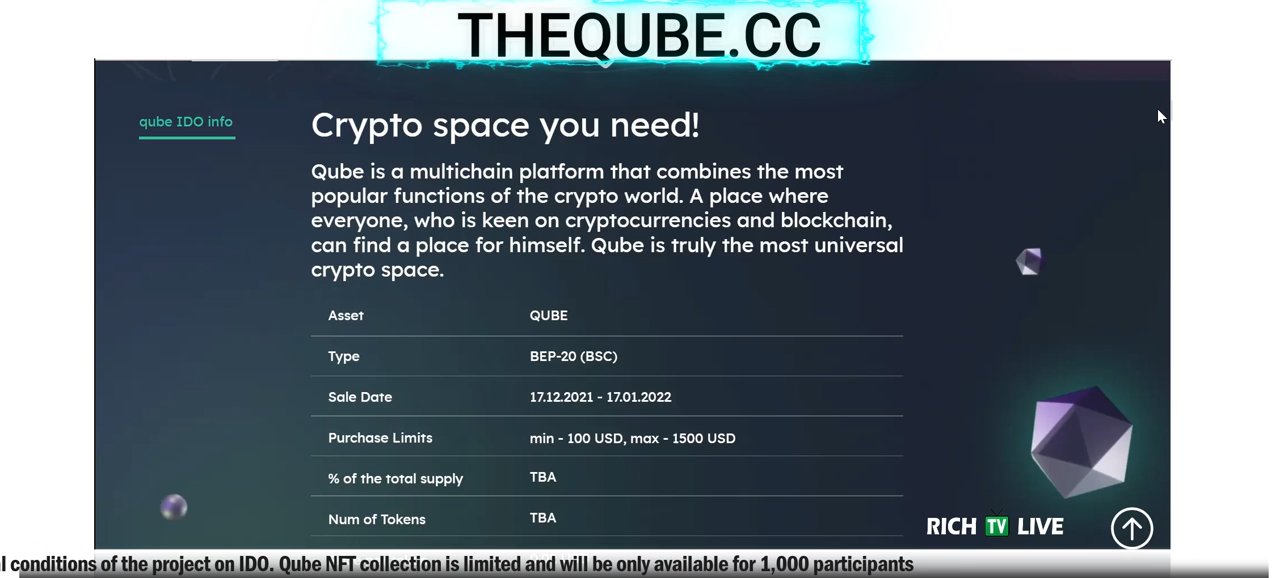 THEQUBE.CC
qube IDO info
Crypto space you need!
Qube is a multichain platform that combines the most
popular functions of the crypto world. A place where
everyone, who is keen on cryptocurrencies and blockchain,
can find a place for himself. Qube is truly the most universal
crypto space.
Asset QUBE
Type BEP-20 (BSC)
Sale Date 17.12.2021 - 17.01.2022
Purchase Limits min - 100 USD, max - 1500 USD
% of the total supply TBA
Num of Tokens TBA
RICH TV LIVE
conditions of the project on IDO. Qube NFT collection is limited and will be only available for 1,000 participants